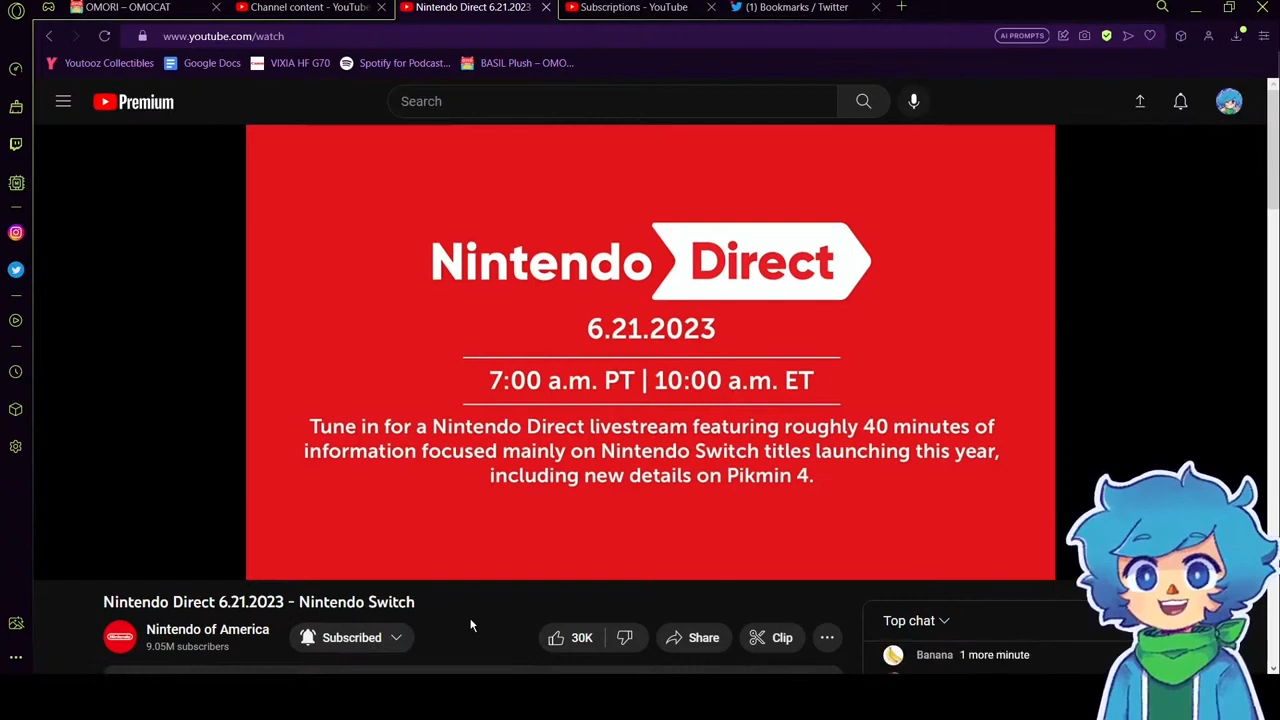 OMORI – OMOCAT
Channel content - YouTube
Nintendo Direct 6.21.2023
Subscriptions - YouTube
(1) Bookmarks / Twitter
www.youtube.com/watch
AI PROMPTS
Youtooz Collectibles
Google Docs
VIXIA HF G70
Spotify for Podcast...
BASIL Plush – OMO...
Premium
Search
Nintendo Direct
6.21.2023
7:00 a.m. PT | 10:00 a.m. ET
Tune in for a Nintendo Direct livestream featuring roughly 40 minutes of
information focused mainly on Nintendo Switch titles launching this year,
including new details on Pikmin 4.
Nintendo Direct 6.21.2023 - Nintendo Switch
Nintendo of America
9.05M subscribers
Subscribed
30K
Share
Clip
Top chat
Banana 1 more minute